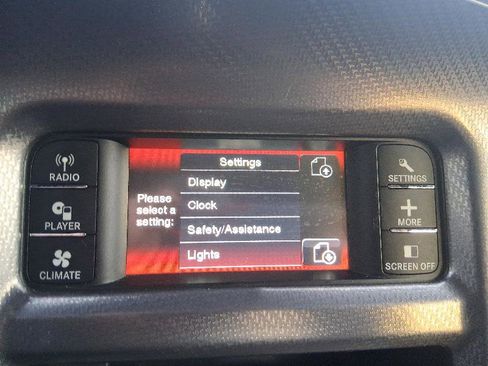 RADIO
PLAYER
CLIMATE
Settings
Please
select a
setting:
Display
Clock
Safety/Assistance
Lights
SETTINGS
MORE
SCREEN OFF